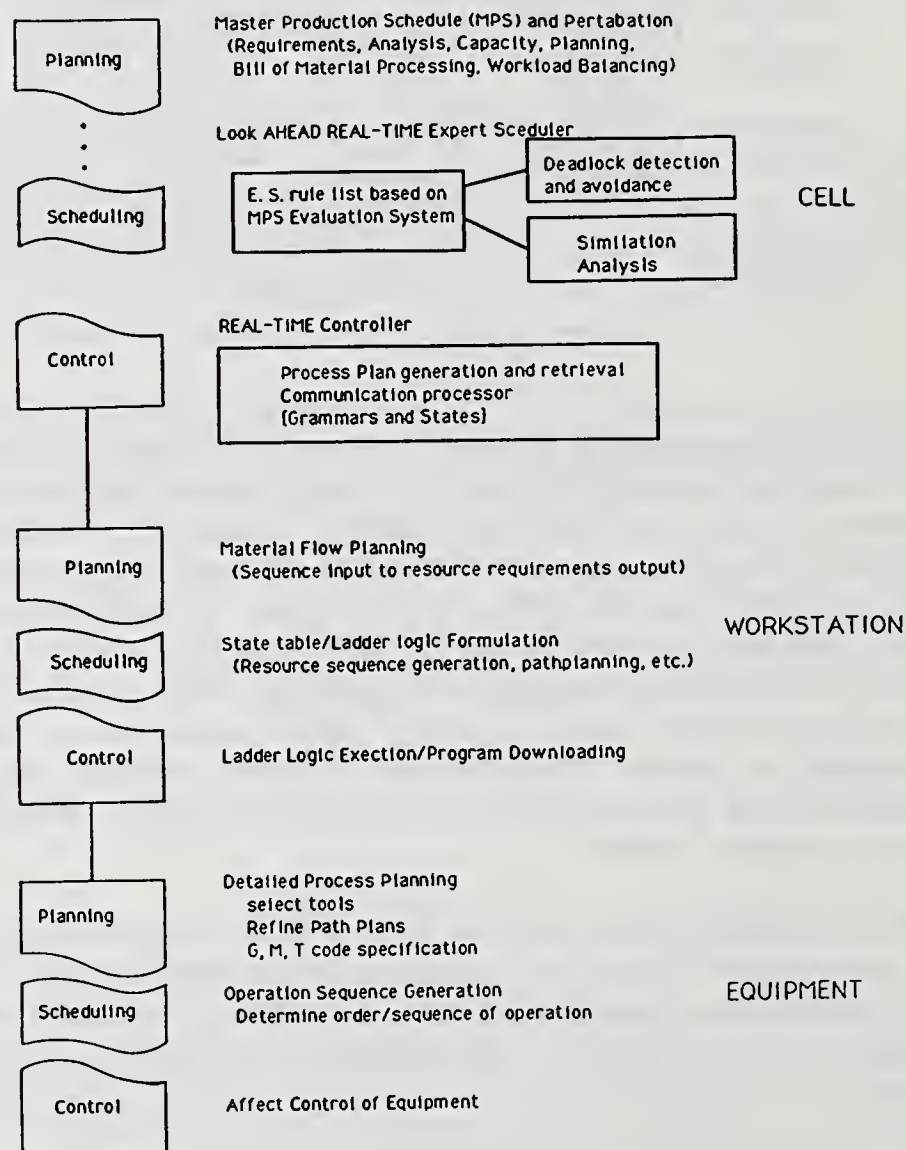 Planning
Master Production Schedule (MPS) and Pertabation
(Requirements, Analysis, Capacity, Planning,
Bill of Material Processing, Workload Balancing)
Look AHEAD REAL-TIME Expert Sceduler
Scheduling
E. S. rule list based on
MPS Evaluation System
Deadlock detection
and avoidance
Similation
Analysis
CELL
Control
REAL-TIME Controller
Process Plan generation and retrieval
Communication processor
(Grammars and States)
Planning
Material Flow Planning
(Sequence input to resource requirements output)
WORKSTATION
Scheduling
State table/Ladder logic Formulation
(Resource sequence generation, pathplanning, etc.)
Control
Ladder Logic Exection/Program Downloading
Planning
Detailed Process Planning
select tools
Refine Path Plans
G, M, T code specification
Scheduling
Operation Sequence Generation
Determine order/sequence of operation
EQUIPMENT
Control
Affect Control of Equipment